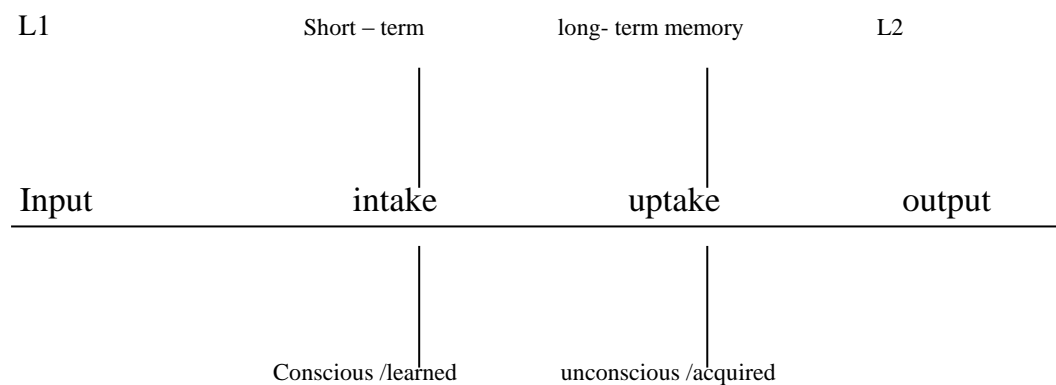 L1 Short – term long- term memory L2
Input intake uptake output
Conscious /learned unconscious /acquired